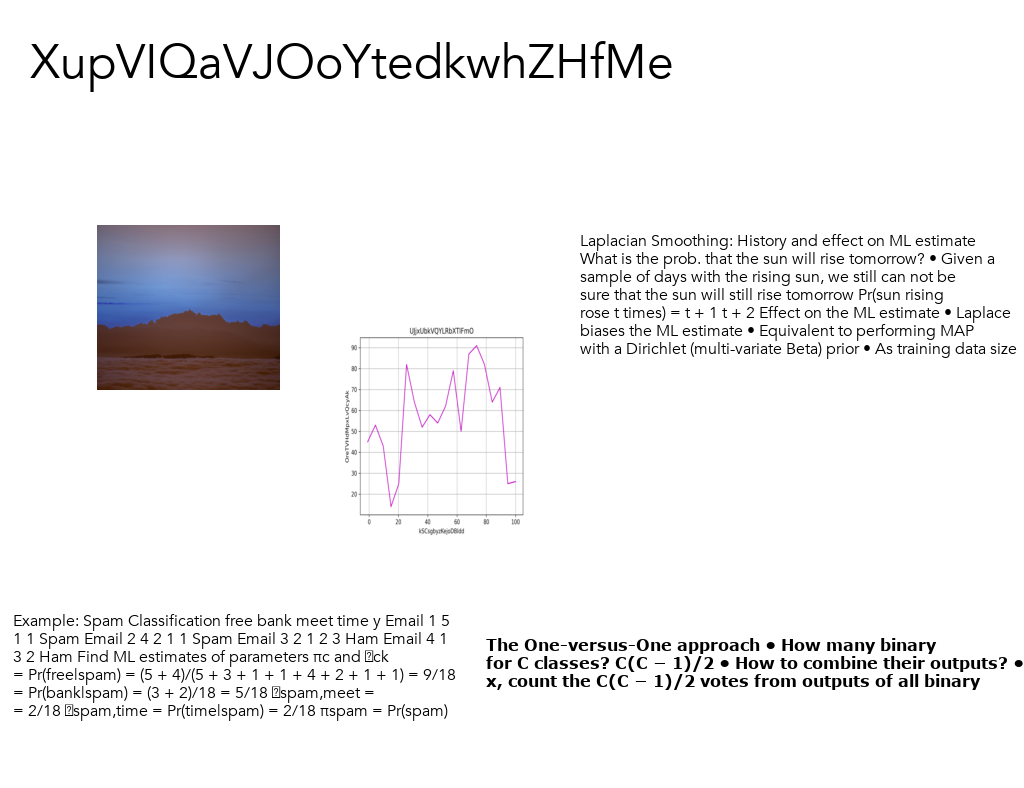 XupVIQaVJOoYtedkwhZHfMe
Laplacian Smoothing: History and effect on ML estimate
What is the prob. that the sun will rise tomorrow? • Given a
sample of days with the rising sun, we still can not be
sure that the sun will still rise tomorrow Pr(sun rising
rose t times) = t + 1 t + 2 Effect on the ML estimate • Laplace
biases the ML estimate • Equivalent to performing MAP
with a Dirichlet (multi-variate Beta) prior • As training data size
90
80
70
60
50
40
30
20
0 20 40 60 80 100
Example: Spam Classification free bank meet time y Email 1 5
1 1 Spam Email 2 4 2 1 1 Spam Email 3 2 1 2 3 Ham Email 4 1
3 2 Ham Find ML estimates of parameters πc and ck
= Pr(free|spam) = (5 + 4)/(5 + 3 + 1 + 1 + 4 + 2 + 1 + 1) = 9/18
= Pr(bank|spam) = (3 + 2)/18 = 5/18 spam,meet =
= 2/18 spam,time = Pr(time|spam) = 2/18 πspam = Pr(spam)
The One-versus-One approach • How many binary
for C classes? C(C − 1)/2 • How to combine their outputs? •
x, count the C(C − 1)/2 votes from outputs of all binary